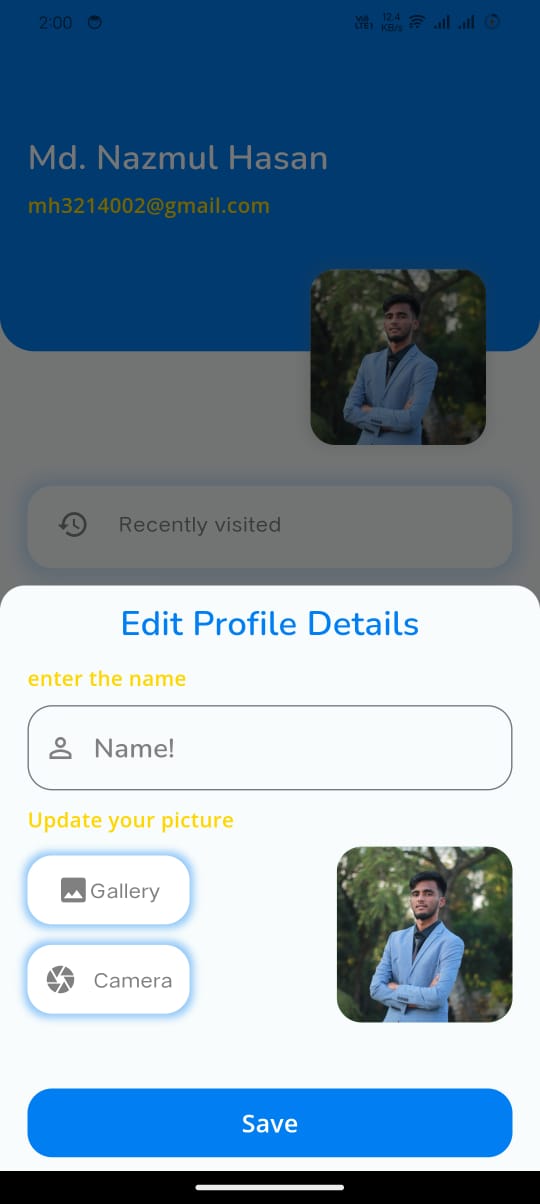 2:00
Vo)) LTE1
12.4 KB/s
Md. Nazmul Hasan
mh3214002@gmail.com
Recently visited
Edit Profile Details
enter the name
Name!
Update your picture
Gallery
Camera
Save